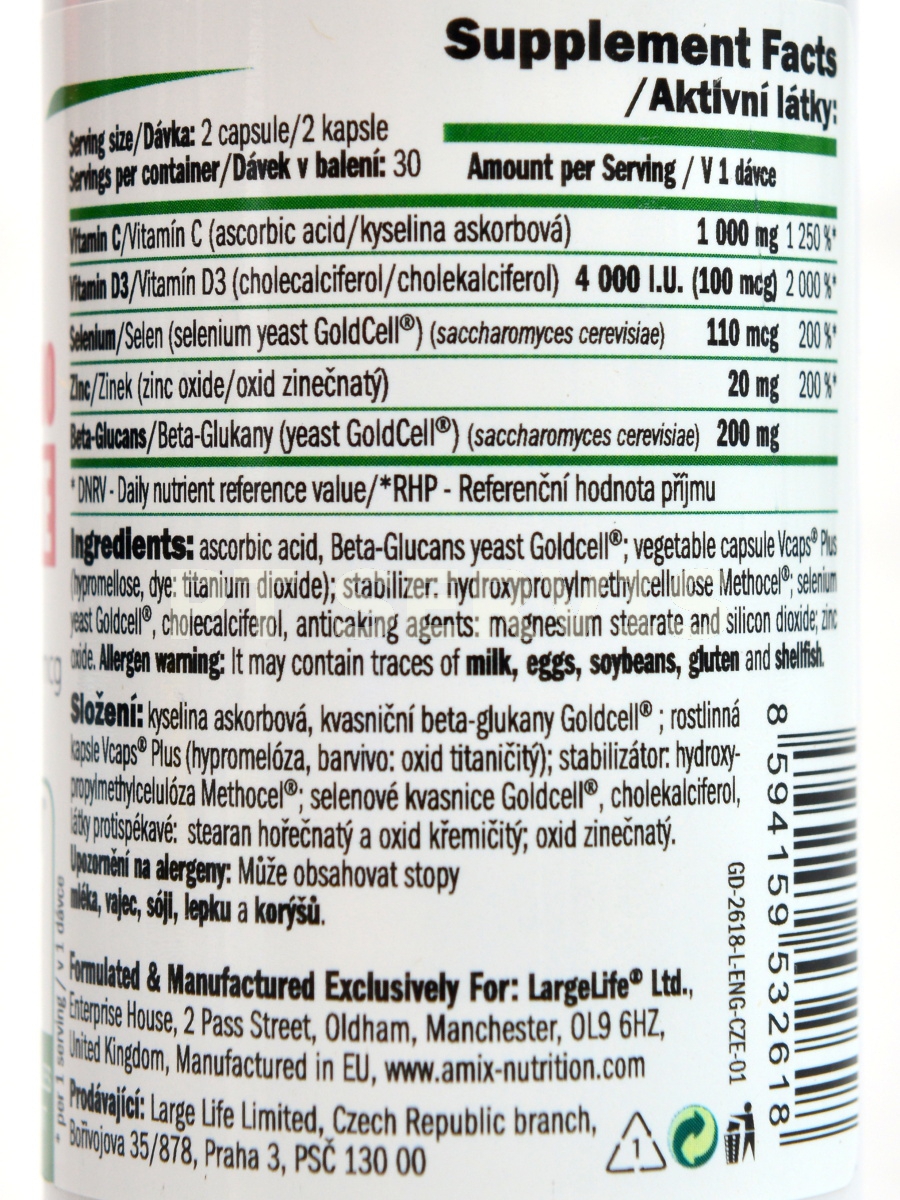 Supplement Facts
/Aktivní látky:
Serving size/Dávka: 2 capsule/2 kapsle
Servings per container/Dávek v balení: 30
Amount per Serving / V 1 dávce
Vitamin C/Vitamín C (ascorbic acid/kyselina askorbová) 1 000 mg 1 250 %*
Vitamin D3/Vitamín D3 (cholecalciferol/cholekalciferol) 4 000 I.U. (100 mcg) 2 000 %*
Selenium/Selen (selenium yeast GoldCell®) (saccharomyces cerevisiae) 110 mcg 200 %*
Zinc/Zinek (zinc oxide/oxid zinečnatý) 20 mg 200 %*
Beta-Glucans/Beta-Glukany (yeast GoldCell®) (saccharomyces cerevisiae) 200 mg
* DNRV - Daily nutrient reference value/*RHP - Referenční hodnota příjmu
Ingredients: ascorbic acid, Beta-Glucans yeast Goldcell®; vegetable capsule Vcaps® Plus
(hypromellose, dye: titanium dioxide); stabilizer: hydroxypropylmethylcellulose Methocel®; selenium
yeast Goldcell®, cholecalciferol, anticaking agents: magnesium stearate and silicon dioxide; zinc
oxide. Allergen warning: It may contain traces of milk, eggs, soybeans, gluten and shellfish.
Složení: kyselina askorbová, kvasniční beta-glukany Goldcell® ; rostlinná
kapsle Vcaps® Plus (hypromelóza, barvivo: oxid titaničitý); stabilizátor: hydroxy-
propylmethylcelulóza Methocel®; selenové kvasnice Goldcell®, cholekalciferol,
látky protispékavé: stearan hořečnatý a oxid křemičitý; oxid zinečnatý.
Upozornění na alergeny: Může obsahovat stopy
mléka, vajec, sóji, lepku a korýšů.
Formulated & Manufactured Exclusively For: LargeLife® Ltd.,
Enterprise House, 2 Pass Street, Oldham, Manchester, OL9 6HZ,
United Kingdom, Manufactured in EU, www.amix-nutrition.com
Prodávající: Large Life Limited, Czech Republic branch,
Bořivojova 35/878, Praha 3, PSČ 130 00
1
GD-2618-L-ENG-CZE-01
8 594159 532618
* per 1 serving / v 1 dávce
mcg